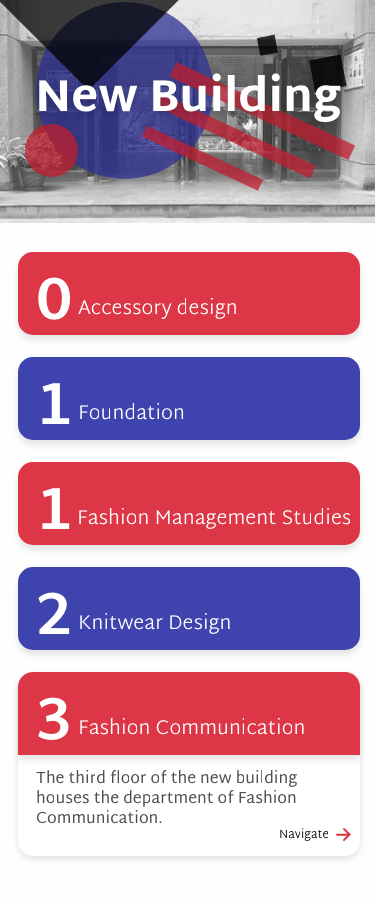 New Building
0 Accessory design
1 Foundation
1 Fashion Management Studies
2 Knitwear Design
3 Fashion Communication
The third floor of the new building
houses the department of Fashion
Communication.
Navigate